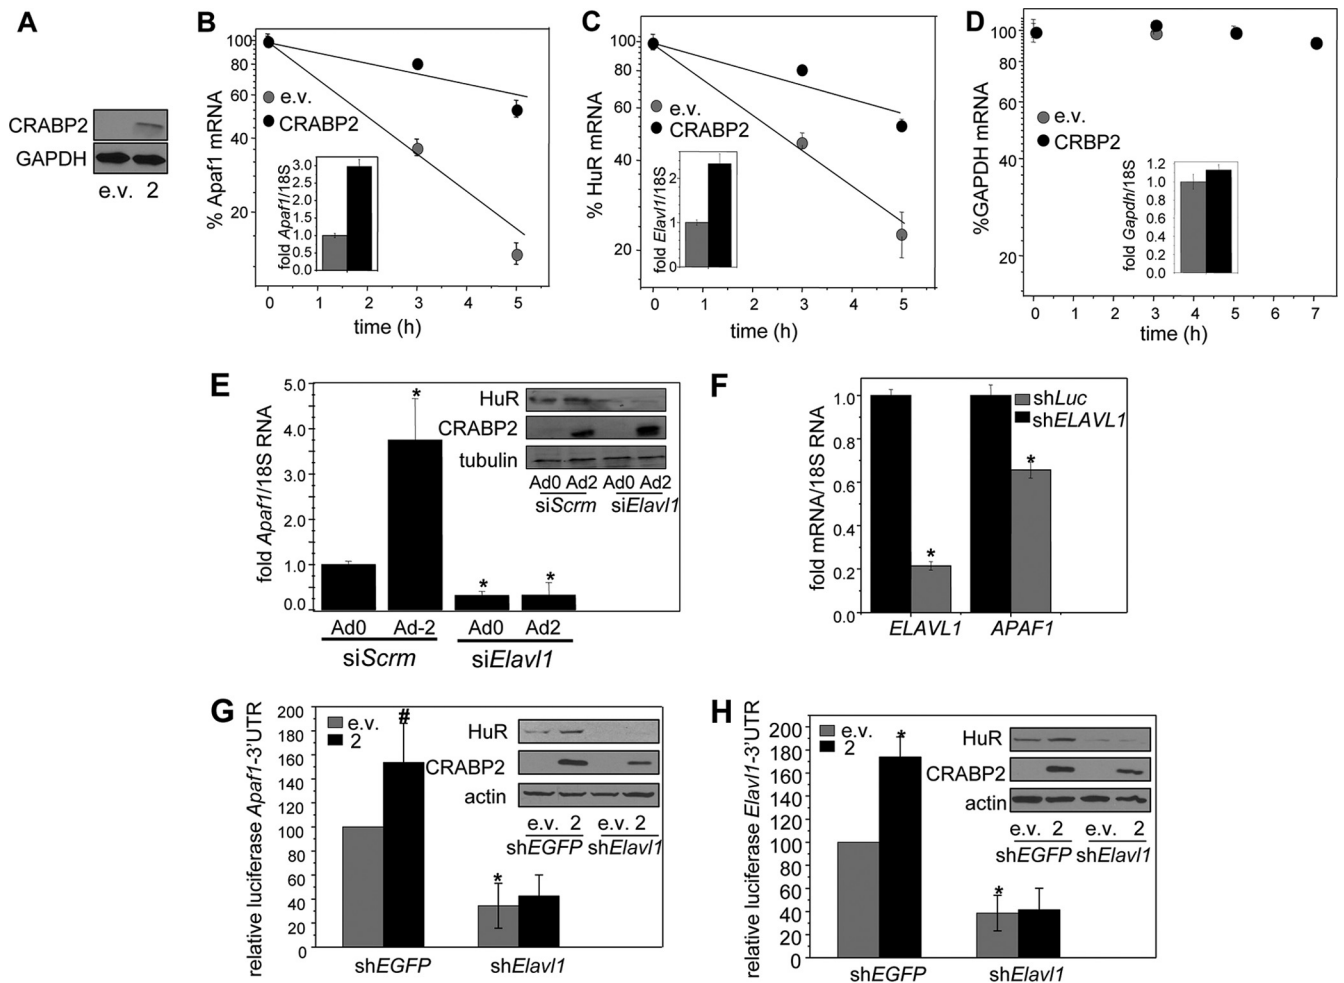 A
CRABP2
GAPDH
e.v. 2
B
% Apaf1 mRNA
100
80
60
40
20
e.v.
CRABP2
fold Apaf1/18S
3.0
2.5
2.0
1.5
1.0
0.5
0
0 1 2 3 4 5
time (h)
C
% HuR mRNA
100
80
60
40
20
e.v.
CRABP2
fold Elavl1/18S
2
1
0
0 1 2 3 4 5
time (h)
D
%GAPDH mRNA
100
80
60
40
20
e.v.
CRBP2
fold Gapdh/18S
1.2
1.0
0.8
0.6
0.4
0.2
0.0
0 1 2 3 4 5 6 7
time (h)
E
fold Apaf1/18S RNA
5.0
4.0
3.0
2.0
1.0
0.0
*
*
*
HuR
CRABP2
tubulin
Ad0 Ad2 Ad0 Ad2
siScrm siElavl1
Ad0 Ad-2 Ad0 Ad2
siScrm siElavl1
F
fold mRNA/18S RNA
1.0
0.8
0.6
0.4
0.2
0.0
shLuc
shELAVL1
*
*
ELAVL1 APAF1
G
relative luciferase Apaf1-3'UTR
200
180
160
140
120
100
80
60
40
20
0
e.v.
2
#
*
HuR
CRABP2
actin
e.v. 2 e.v. 2
shEGFP shElavl1
shEGFP shElavl1
H
relative luciferase Elavl1-3'UTR
200
180
160
140
120
100
80
60
40
20
0
e.v.
2
*
*
HuR
CRABP2
actin
e.v. 2 e.v. 2
shEGFP shElavl1
shEGFP shElavl1